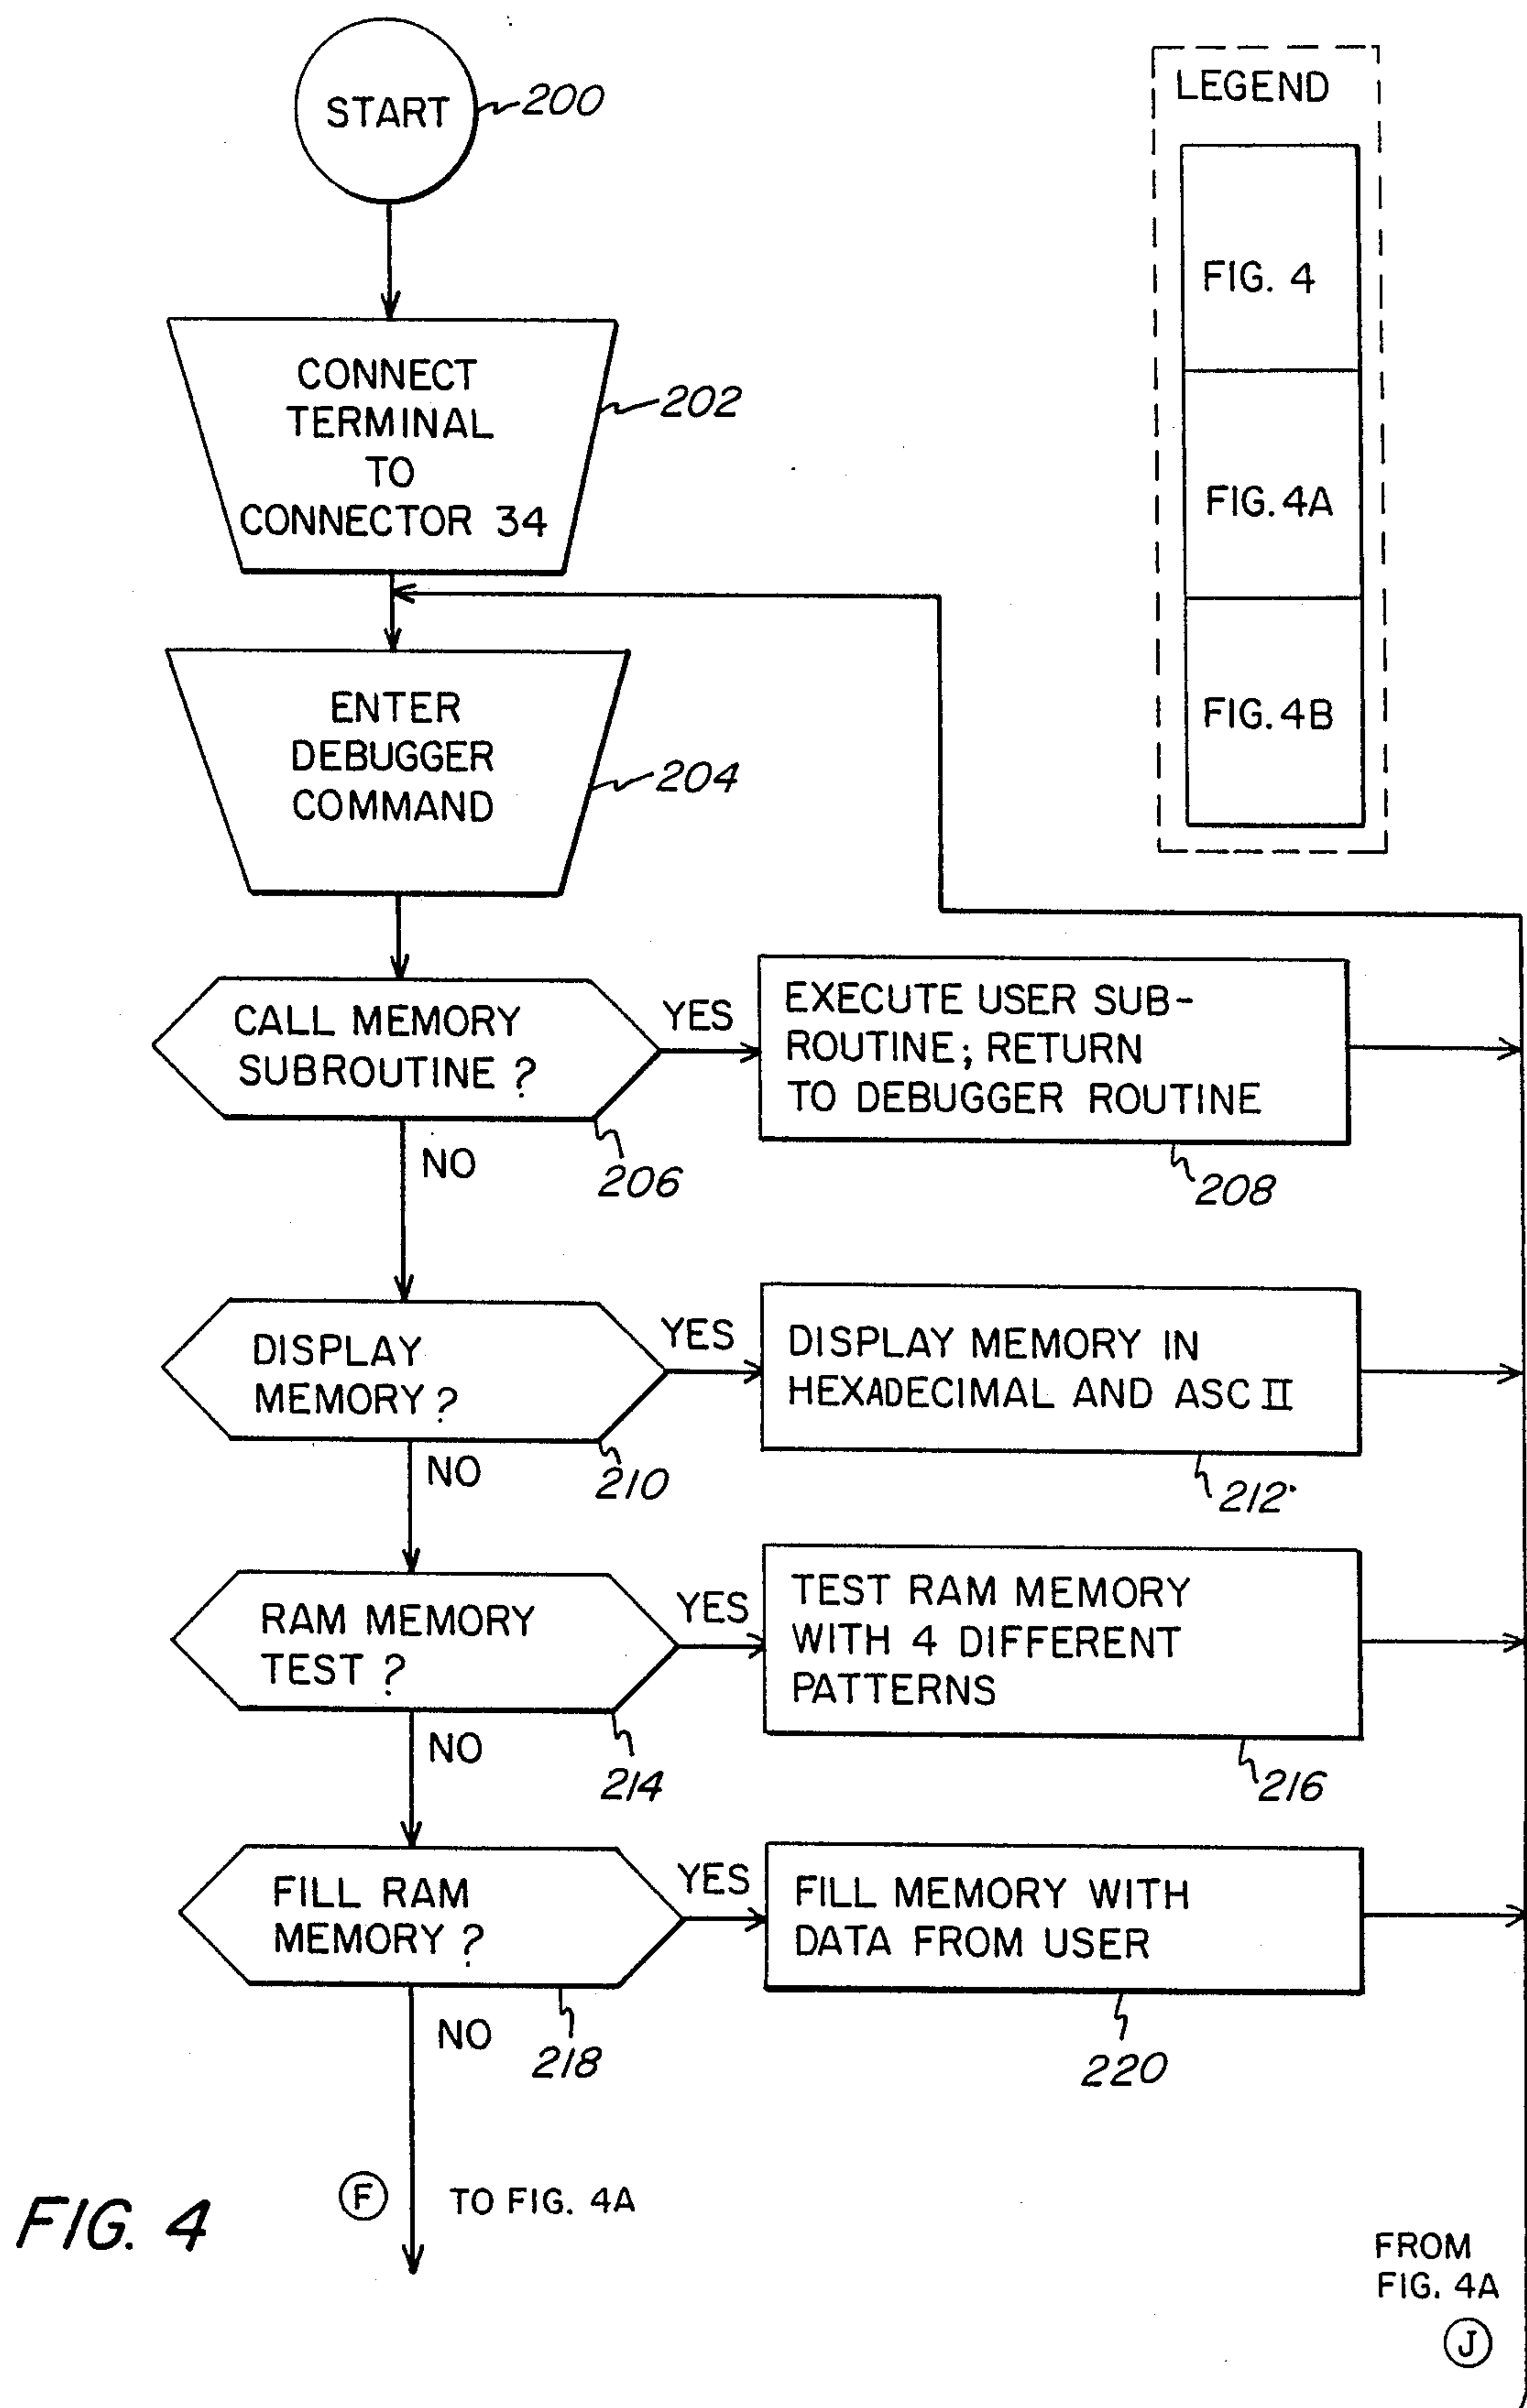 START
200
LEGEND
FIG. 4
FIG. 4A
FIG. 4B
CONNECT
TERMINAL
TO
CONNECTOR 34
202
ENTER
DEBUGGER
COMMAND
204
CALL MEMORY
SUBROUTINE ?
206
YES
NO
EXECUTE USER SUB-
ROUTINE; RETURN
TO DEBUGGER ROUTINE
208
DISPLAY
MEMORY ?
210
YES
NO
DISPLAY MEMORY IN
HEXADECIMAL AND ASC II
212
RAM MEMORY
TEST ?
214
YES
NO
TEST RAM MEMORY
WITH 4 DIFFERENT
PATTERNS
216
FILL RAM
MEMORY ?
218
YES
NO
FILL MEMORY WITH
DATA FROM USER
220
F
TO FIG. 4A
FIG. 4
FROM
FIG. 4A
J